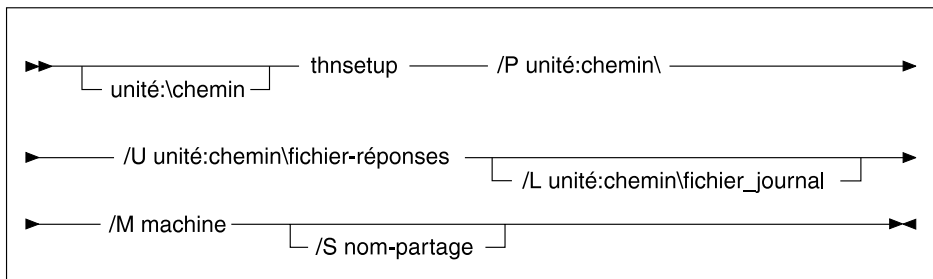 thnsetup /P unité:chemin\
unité:\chemin
/U unité:chemin\fichier-réponses
/L unité:chemin\fichier_journal
/M machine
/S nom-partage